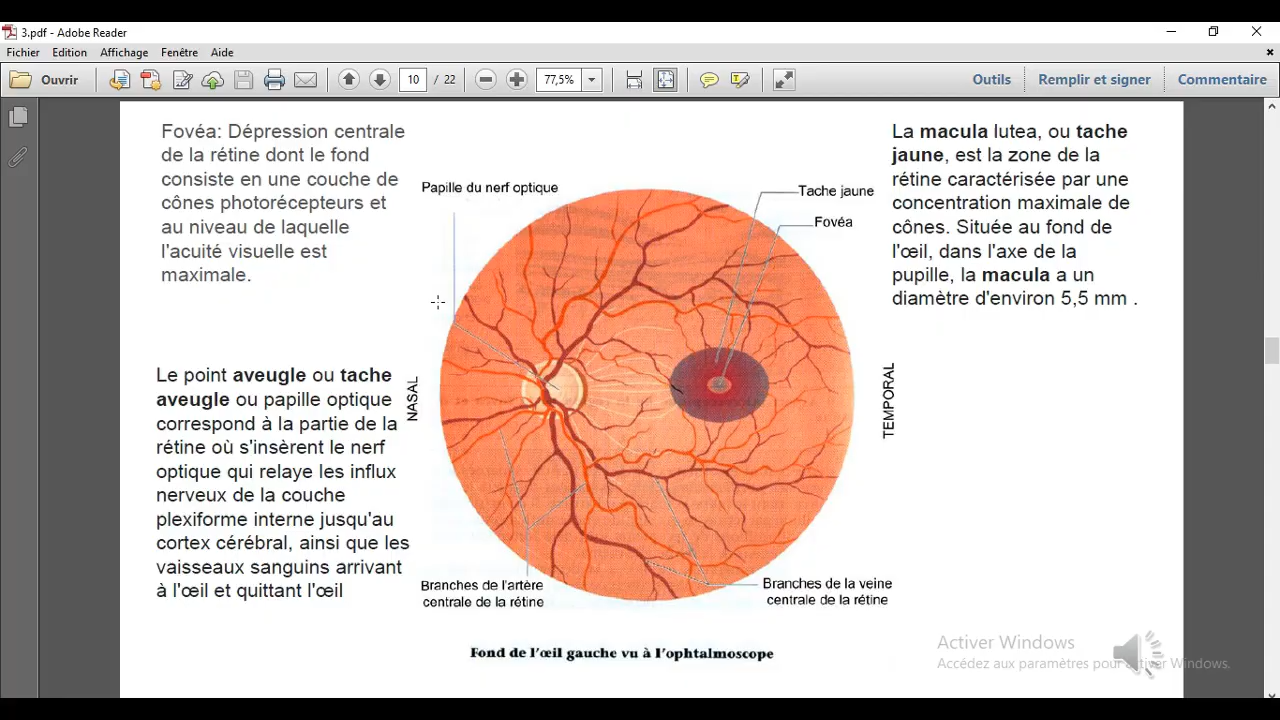 3.pdf - Adobe Reader
Fichier Edition Affichage Fenêtre Aide
Ouvrir 10 / 22 77,5% Outils Remplir et signer Commentaire
Fovéa: Dépression centrale
de la rétine dont le fond
consiste en une couche de
cônes photorécepteurs et
au niveau de laquelle
l'acuité visuelle est
maximale.
Le point aveugle ou tache
aveugle ou papille optique
correspond à la partie de la
rétine où s'insèrent le nerf
optique qui relaye les influx
nerveux de la couche
plexiforme interne jusqu'au
cortex cérébral, ainsi que les
vaisseaux sanguins arrivant
à l'œil et quittant l'œil
Papille du nerf optique
Tache jaune
Fovéa
NASAL
TEMPORAL
Branches de l'artère
centrale de la rétine
Branches de la veine
centrale de la rétine
Fond de l'œil gauche vu à l'ophtalmoscope
La macula lutea, ou tache
jaune, est la zone de la
rétine caractérisée par une
concentration maximale de
cônes. Située au fond de
l'œil, dans l'axe de la
pupille, la macula a un
diamètre d'environ 5,5 mm .
Activer Windows
Accédez aux paramètres pour activer Windows.